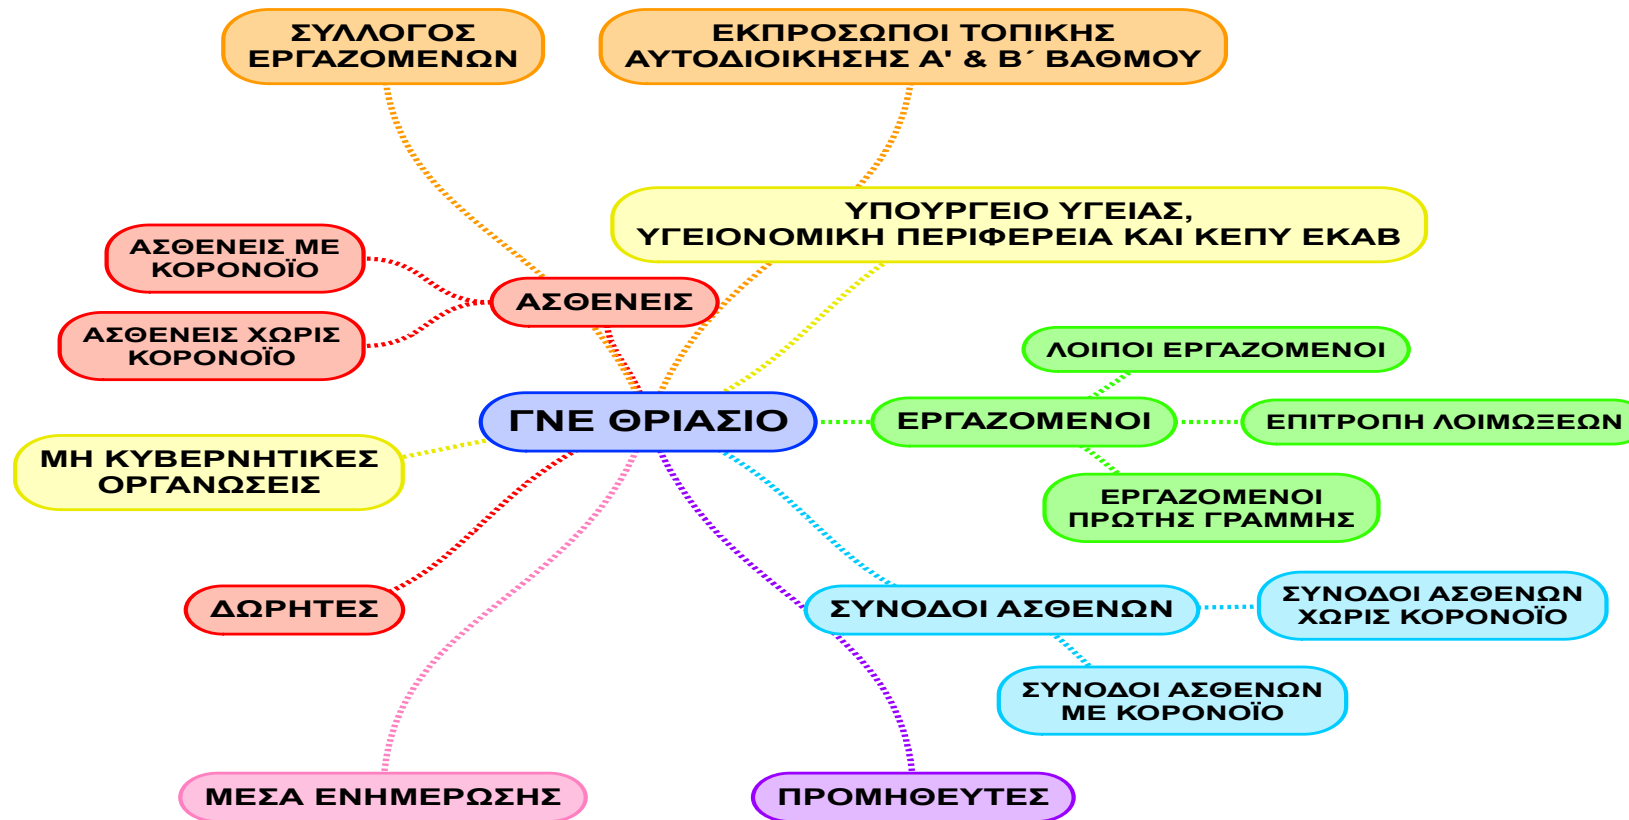 ΣΥΛΛΟΓΟΣ
ΕΡΓΑΖΟΜΕΝΩΝ
ΕΚΠΡΟΣΩΠΟΙ ΤΟΠΙΚΗΣ
ΑΥΤΟΔΙΟΙΚΗΣΗΣ Α' & Β΄ ΒΑΘΜΟΥ
ΥΠΟΥΡΓΕΙΟ ΥΓΕΙΑΣ,
ΥΓΕΙΟΝΟΜΙΚΗ ΠΕΡΙΦΕΡΕΙΑ ΚΑΙ ΚΕΠΥ ΕΚΑΒ
ΑΣΘΕΝΕΙΣ ΜΕ
ΚΟΡΟΝΟΪΟ
ΑΣΘΕΝΕΙΣ
ΑΣΘΕΝΕΙΣ ΧΩΡΙΣ
ΚΟΡΟΝΟΪΟ
ΛΟΙΠΟΙ ΕΡΓΑΖΟΜΕΝΟΙ
ΓΝΕ ΘΡΙΑΣΙΟ
ΕΡΓΑΖΟΜΕΝΟΙ
ΕΠΙΤΡΟΠΗ ΛΟΙΜΩΞΕΩΝ
ΜΗ ΚΥΒΕΡΝΗΤΙΚΕΣ
ΟΡΓΑΝΩΣΕΙΣ
ΕΡΓΑΖΟΜΕΝΟΙ
ΠΡΩΤΗΣ ΓΡΑΜΜΗΣ
ΔΩΡΗΤΕΣ
ΣΥΝΟΔΟΙ ΑΣΘΕΝΩΝ
ΣΥΝΟΔΟΙ ΑΣΘΕΝΩΝ
ΧΩΡΙΣ ΚΟΡΟΝΟΪΟ
ΣΥΝΟΔΟΙ ΑΣΘΕΝΩΝ
ΜΕ ΚΟΡΟΝΟΪΟ
ΜΕΣΑ ΕΝΗΜΕΡΩΣΗΣ
ΠΡΟΜΗΘΕΥΤΕΣ